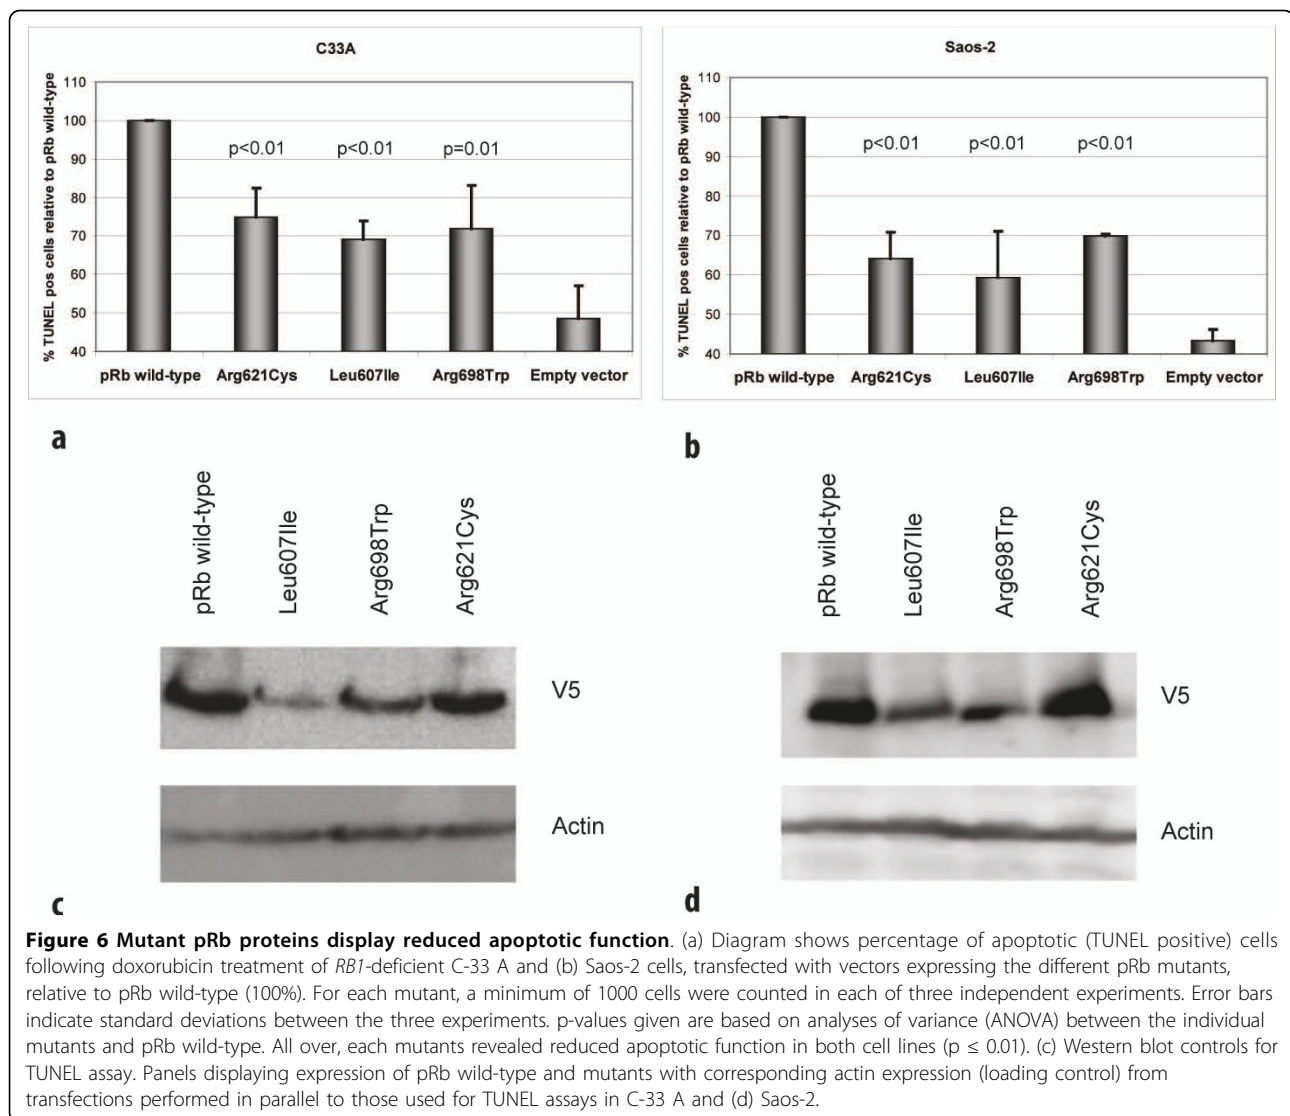 C33A
% TUNEL pos cells relative to pRb wild-type
110
100
90
80
70
60
50
40
p<0.01
p<0.01
p=0.01
pRb wild-type
Arg621Cys
Leu607Ile
Arg698Trp
Empty vector
a
Saos-2
% TUNEL pos cells relative to pRb wild-type
110
100
90
80
70
60
50
40
p<0.01
p<0.01
p<0.01
pRb wild-type
Arg621Cys
Leu607Ile
Arg698Trp
Empty vector
b
pRb wild-type
Leu607Ile
Arg698Trp
Arg621Cys
V5
Actin
c
pRb wild-type
Leu607Ile
Arg698Trp
Arg621Cys
V5
Actin
d
Figure 6 Mutant pRb proteins display reduced apoptotic function. (a) Diagram shows percentage of apoptotic (TUNEL positive) cells
following doxorubicin treatment of RB1-deficient C-33 A and (b) Saos-2 cells, transfected with vectors expressing the different pRb mutants,
relative to pRb wild-type (100%). For each mutant, a minimum of 1000 cells were counted in each of three independent experiments. Error bars
indicate standard deviations between the three experiments. p-values given are based on analyses of variance (ANOVA) between the individual
mutants and pRb wild-type. All over, each mutants revealed reduced apoptotic function in both cell lines (p ≤ 0.01). (c) Western blot controls for
TUNEL assay. Panels displaying expression of pRb wild-type and mutants with corresponding actin expression (loading control) from
transfections performed in parallel to those used for TUNEL assays in C-33 A and (d) Saos-2.